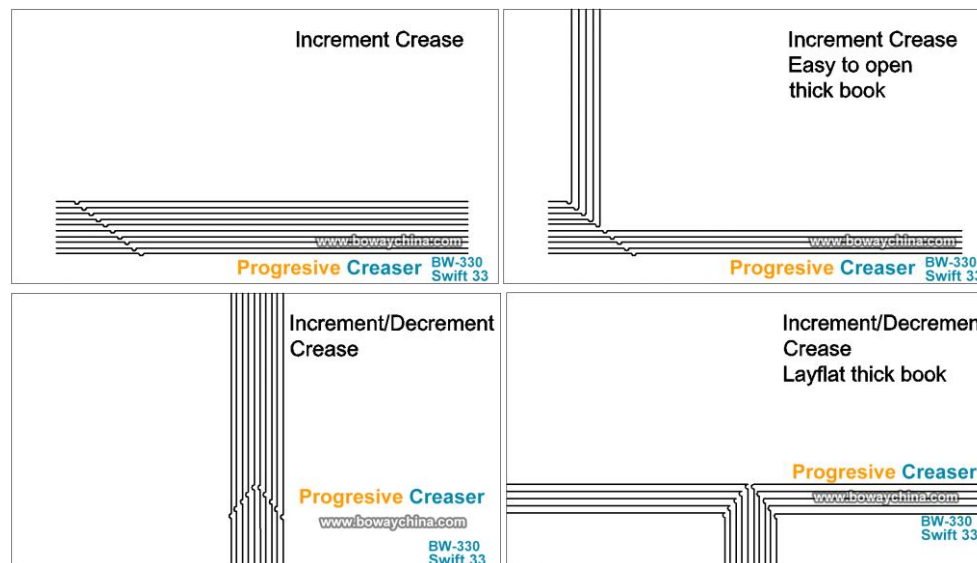 Increment Crease
www.bowaychina.com
Progresive Creaser BW-330
Swift 33
Increment Crease
Easy to open
thick book
www.bowaychina.com
Progresive Creaser BW-330
Swift 33
Increment/Decrement
Crease
Progresive Creaser
www.bowaychina.com
BW-330
Swift 33
Increment/Decremen
Crease
Layflat thick book
Progresive Creaser
www.bowaychina.com
BW-330
Swift 33